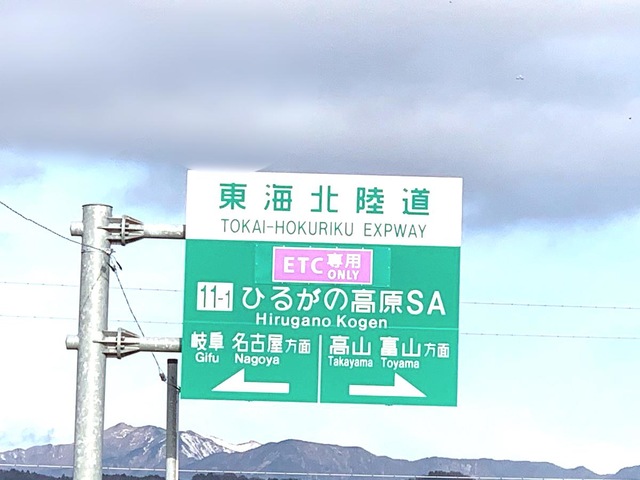 東海北陸道
TOKAI-HOKURIKU EXPWAY
ETC専用
ONLY
11-1 ひるがの高原SA
Hirugano Kogen
岐阜 名古屋方面
Gifu Nagoya
高山 富山方面
Takayama Toyama